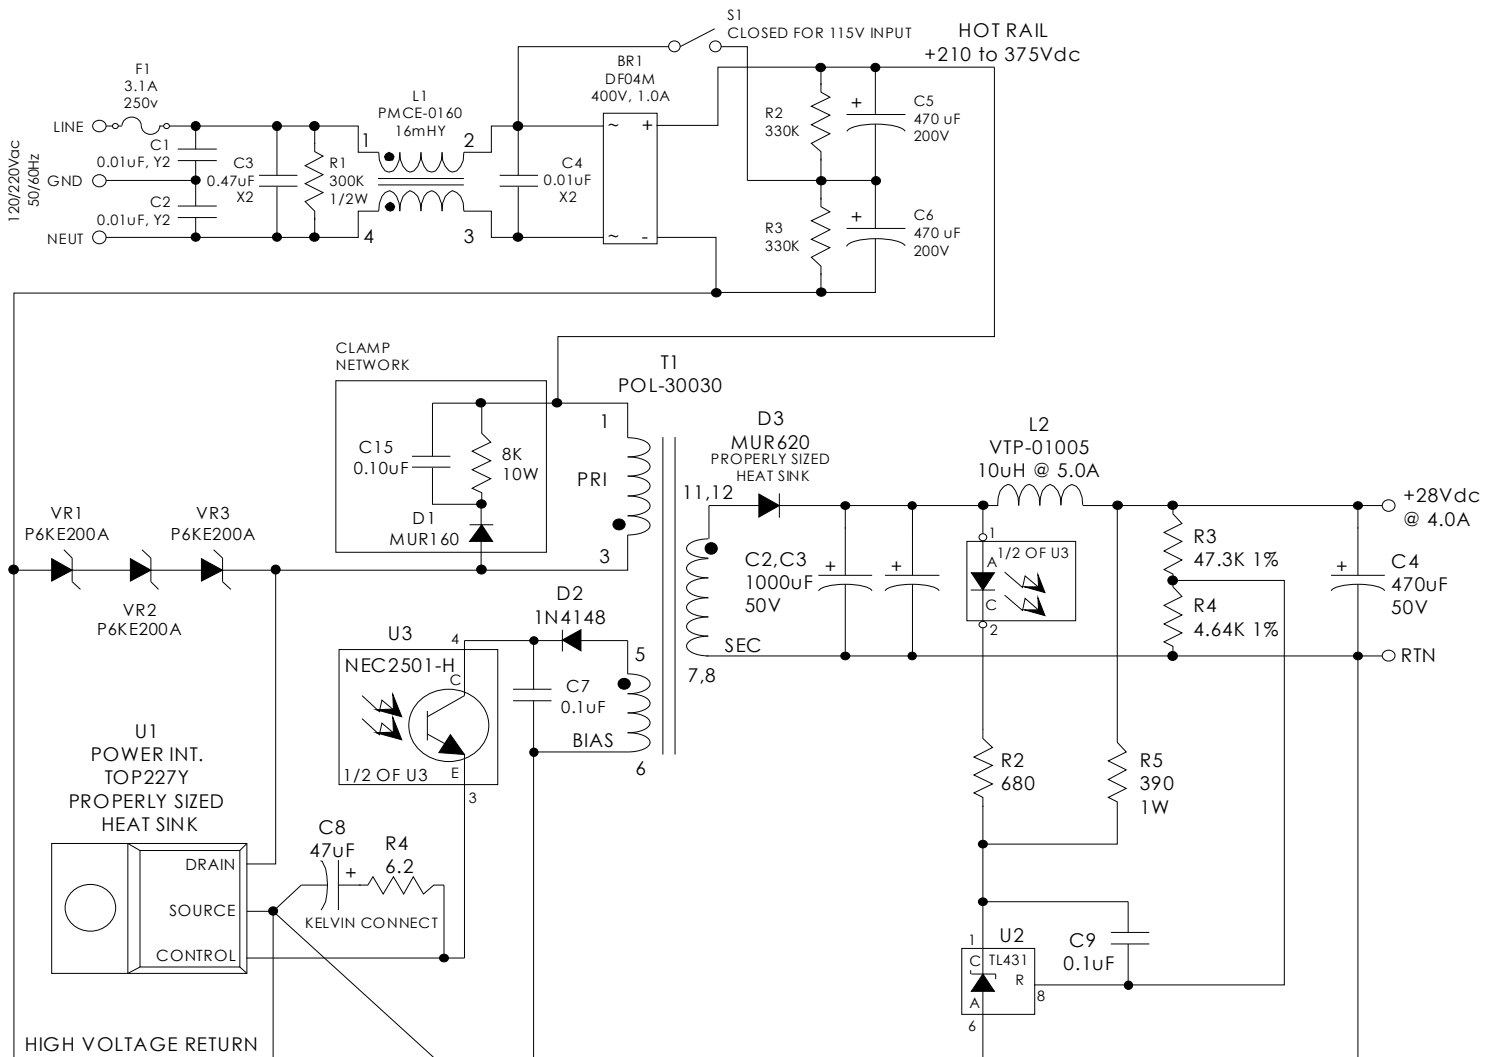 S1
CLOSED FOR 115V INPUT
HOT RAIL
+210 to 375Vdc
F1
3.1A
250v
L1
PMCE-0160
16mHY
BR1
DF04M
400V, 1.0A
LINE
GND
NEUT
120/220Vac
50/60Hz
C1
0.01uF, Y2
C2
0.01uF, Y2
C3
0.47uF
X2
R1
300K
1/2W
1
2
4
3
C4
0.01uF
X2
~
+
~
-
R2
330K
+
C5
470 uF
200V
R3
330K
+
C6
470 uF
200V
CLAMP
NETWORK
C15
0.10uF
8K
10W
D1
MUR160
T1
POL-30030
1
PRI
3
D3
MUR620
PROPERLY SIZED
HEAT SINK
11,12
SEC
7,8
L2
VTP-01005
10uH @ 5.0A
+28Vdc
@ 4.0A
VR1
P6KE200A
VR3
P6KE200A
VR2
P6KE200A
C2,C3
1000uF
50V
+
+
1
1/2 OF U3
A
C
2
R3
47.3K 1%
R4
4.64K 1%
+
C4
470uF
50V
RTN
D2
1N4148
U3
NEC2501-H
4
C
E
1/2 OF U3
3
C7
0.1uF
5
BIAS
6
U1
POWER INT.
TOP227Y
PROPERLY SIZED
HEAT SINK
DRAIN
SOURCE
CONTROL
C8
47uF
+
R4
6.2
KELVIN CONNECT
R2
680
R5
390
1W
1
U2
C
TL431
R
A
8
6
C9
0.1uF
HIGH VOLTAGE RETURN